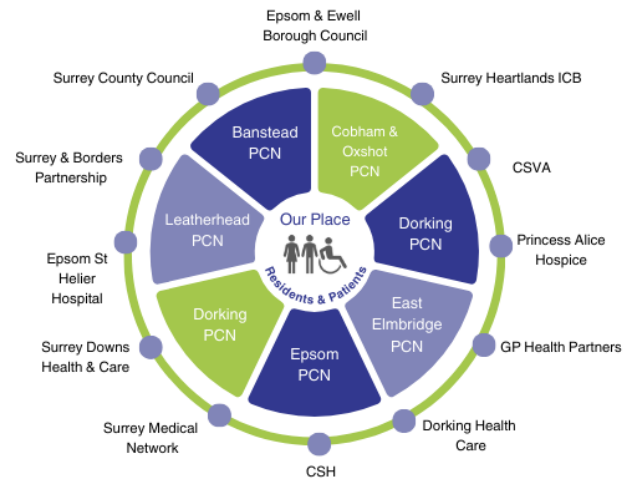 Epsom & Ewell
Borough Council
Surrey County Council
Surrey Heartlands ICB
Banstead
PCN
Cobham &
Oxshot
PCN
Surrey & Borders
Partnership
CSVA
Leatherhead
PCN
Our Place
Dorking
PCN
Princess Alice
Hospice
Epsom St
Helier
Hospital
Residents & Patients
Dorking
PCN
East
Elmbridge
PCN
Surrey Downs
Health & Care
Epsom
PCN
GP Health Partners
Surrey Medical
Network
Dorking Health
Care
CSH